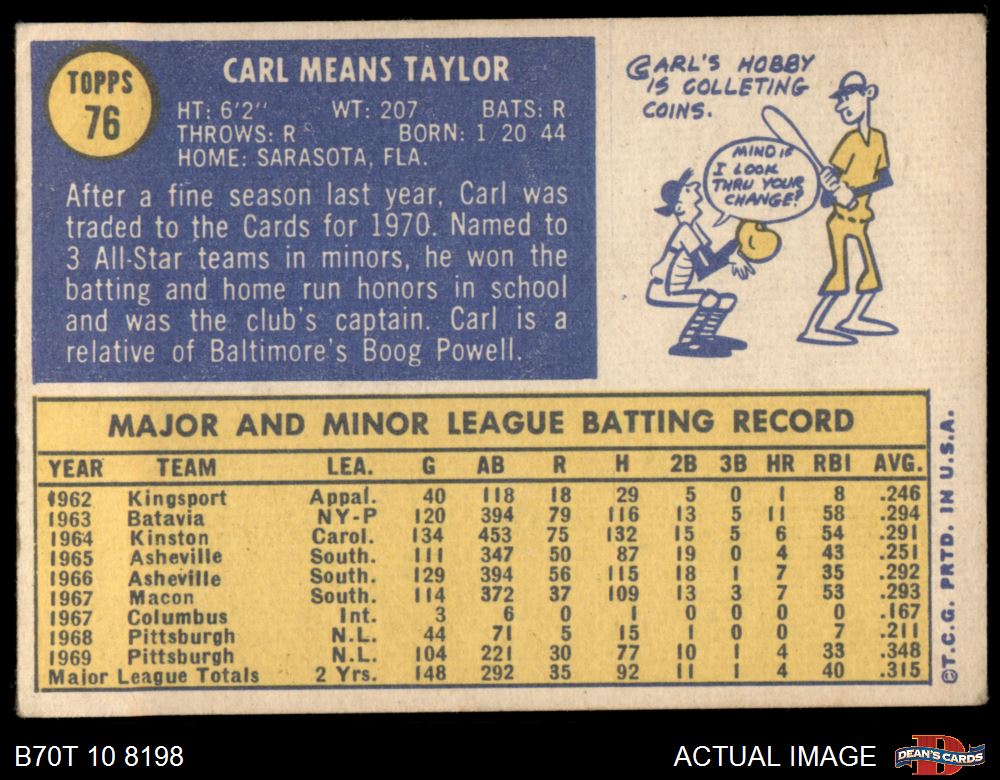 TOPPS
76
CARL MEANS TAYLOR
HT: 6'2" WT: 207 BATS: R
THROWS: R BORN: 1 20 44
HOME: SARASOTA, FLA.
After a fine season last year, Carl was
traded to the Cards for 1970. Named to
3 All-Star teams in minors, he won the
batting and home run honors in school
and was the club's captain. Carl is a
relative of Baltimore's Boog Powell.
CARL'S HOBBY
IS COLLETING
COINS.
MIND IF
I LOOK
THRU YOUR
CHANGE?
MAJOR AND MINOR LEAGUE BATTING RECORD
YEAR TEAM LEA. G AB R H 2B 3B HR RBI AVG.
1962 Kingsport Appal. 40 118 18 29 5 0 1 8 .246
1963 Batavia NY-P 120 394 79 116 13 5 11 58 .294
1964 Kinston Carol. 134 453 75 132 15 5 6 54 .291
1965 Asheville South. 111 347 50 87 19 0 4 43 .251
1966 Asheville South. 129 394 56 115 18 1 7 35 .292
1967 Macon South. 114 372 37 109 13 3 7 53 .293
1967 Columbus Int. 3 6 0 1 0 0 0 0 .167
1968 Pittsburgh N.L. 44 71 5 15 1 0 0 7 .211
1969 Pittsburgh N.L. 104 221 30 77 10 1 4 33 .348
Major League Totals 2 Yrs. 148 292 35 92 11 1 4 40 .315
©T.C.G. PRTD. IN U.S.A.
B70T 10 8198
ACTUAL IMAGE
DEAN'S CARDS